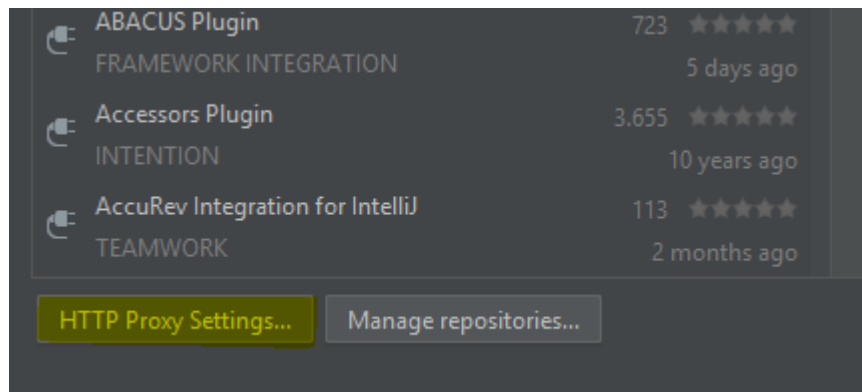 ABACUS Plugin 723
FRAMEWORK INTEGRATION 5 days ago
Accessors Plugin 3.655
INTENTION 10 years ago
AccuRev Integration for IntelliJ 113
TEAMWORK 2 months ago
HTTP Proxy Settings... Manage repositories...